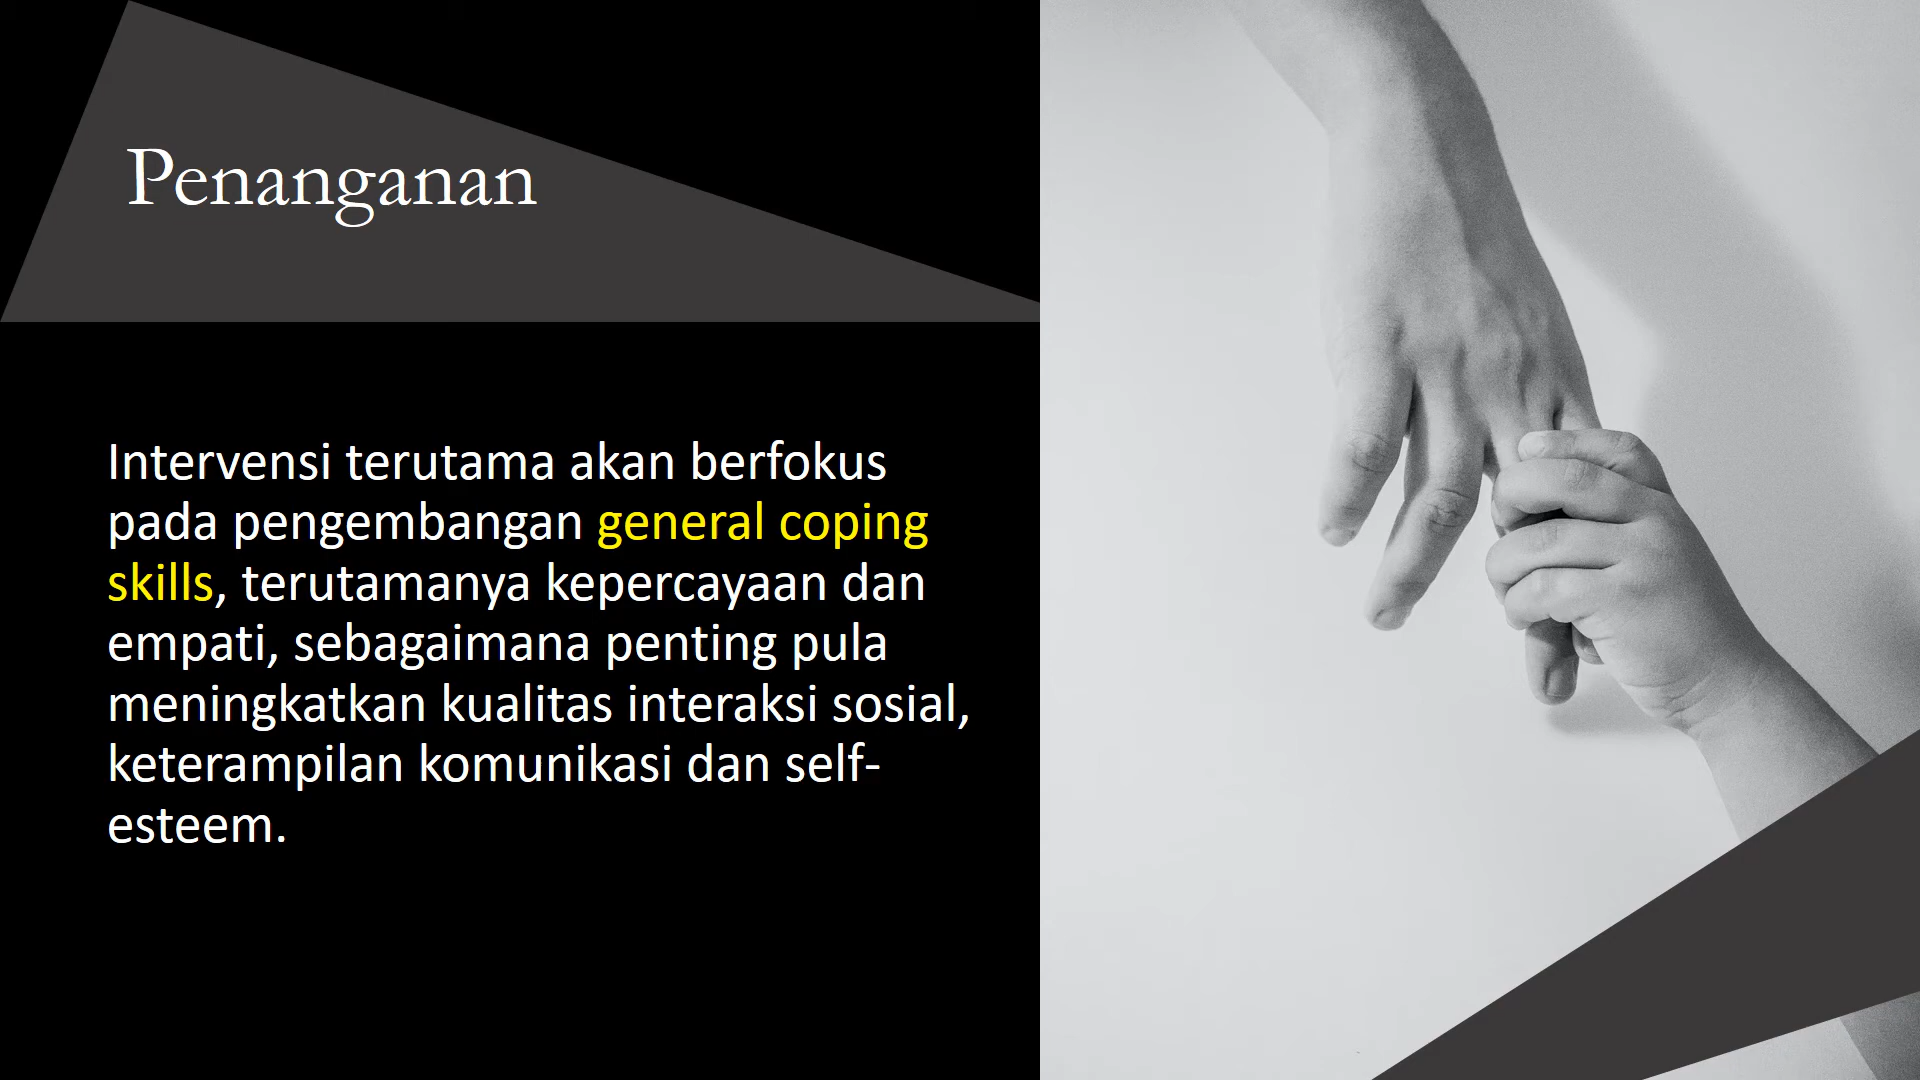 Penanganan
Intervensi terutama akan berfokus
pada pengembangan general coping
skills, terutamanya kepercayaan dan
empati, sebagaimana penting pula
meningkatkan kualitas interaksi sosial,
keterampilan komunikasi dan self-
esteem.